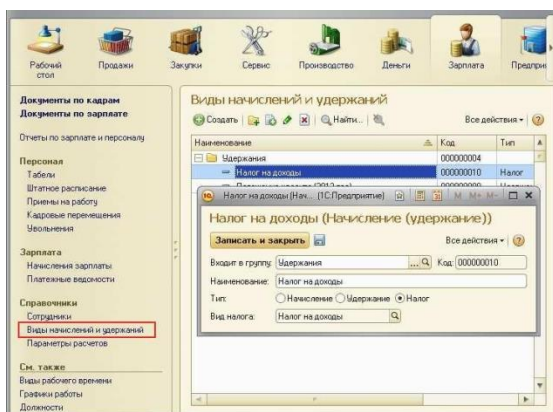 Рабочий стол
Продажи
Закупки
Сервис
Производство
Деньги
Зарплата
Предпри
Документы по кадрам
Документы по зарплате
Отчеты по зарплате и персоналу
Персонал
Табели
Штатное расписание
Приемы на работу
Кадровые перемещения
Увольнения
Зарплата
Начисления зарплаты
Платежные ведомости
Справочники
Сотрудники
Виды начислений и удержаний
Параметры расчетов
См. также
Виды рабочего времени
Графики работы
Должности
Виды начислений и удержаний
Создать
Найти...
Все действия
Наименование
Код
Тип
Удержания
000000004
Налог на доходы
000000010
Налог
Налог на доходы (Нач... (1С:Предприятие)
M M+ M-
Налог на доходы (Начисление (удержание))
Записать и закрыть
Все действия
Входит в группу: Удержания ... Код: 000000010
Наименование: Налог на доходы
Тип: Начисление Удержание Налог
Вид налога: Налог на доходы